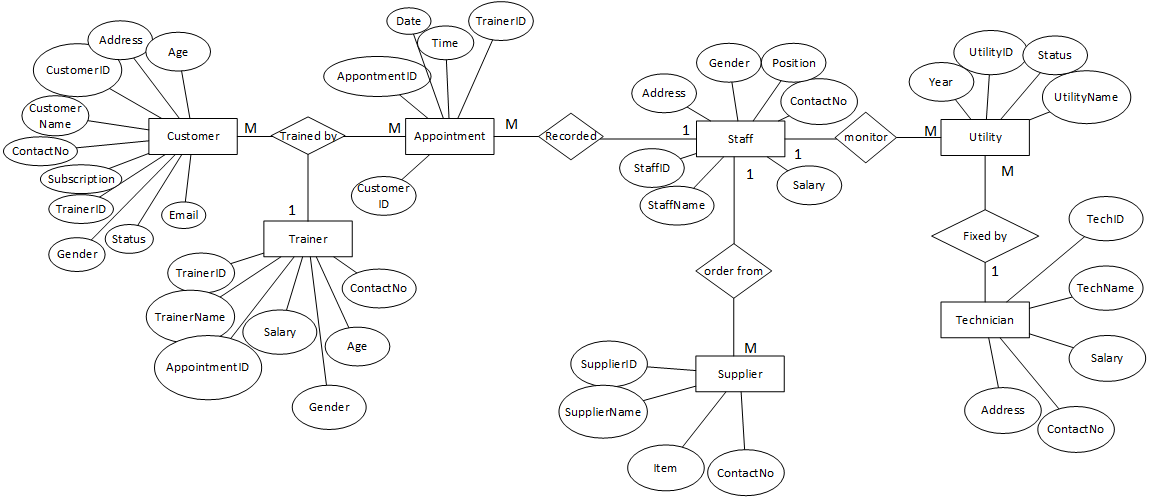 Date
TrainerID
Time
AppontmentID
Address
Age
CustomerID
Customer
Name
ContactNo
Subscription
TrainerID
Gender
Status
Email
Customer
M
Trained by
M
Appointment
M
Recorded
1
Staff
1
monitor
M
Utility
Customer
ID
1
Trainer
TrainerID
TrainerName
AppointmentID
Salary
Gender
Age
ContactNo
Gender
Position
Address
ContactNo
StaffID
StaffName
Salary
1
order from
M
Supplier
SupplierID
SupplierName
Item
ContactNo
UtilityID
Status
Year
UtilityName
M
Fixed by
1
Technician
TechID
TechName
Salary
Address
ContactNo